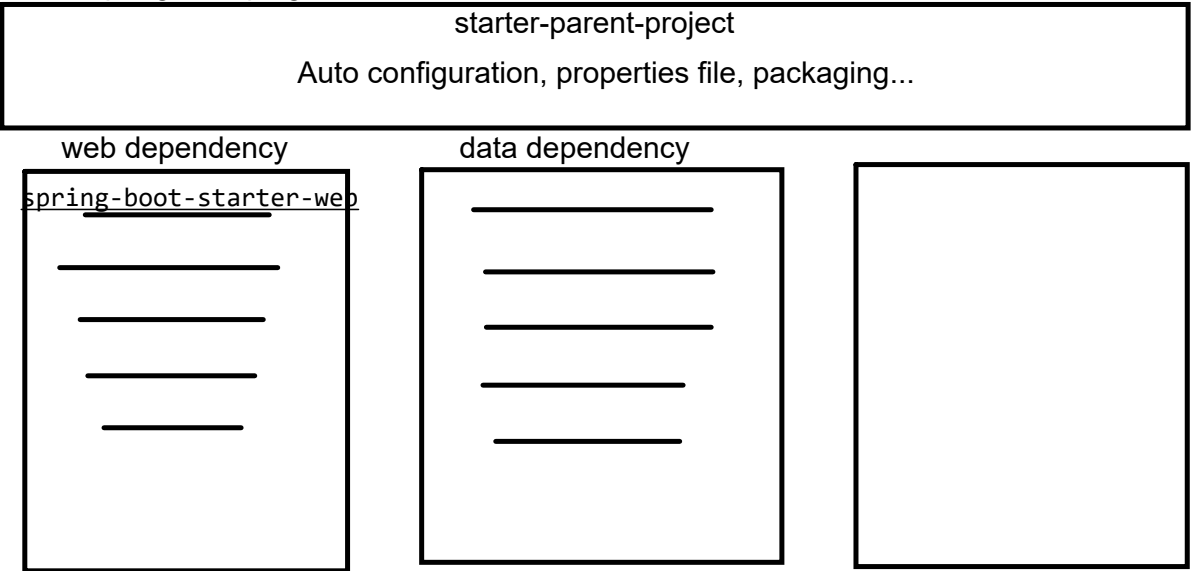 starter-parent-project
Auto configuration, properties file, packaging...
web dependency
data dependency
spring-boot-starter-web